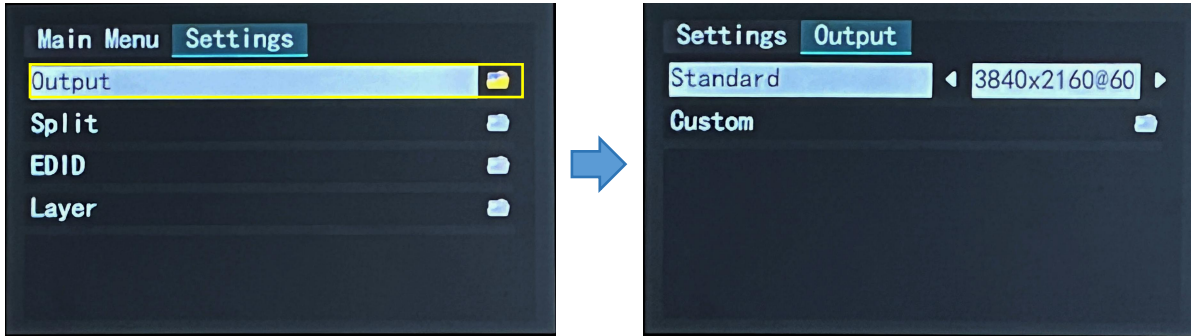 Main Menu Settings
Output
Split
EDID
Layer
Settings Output
Standard 3840x2160@60
Custom